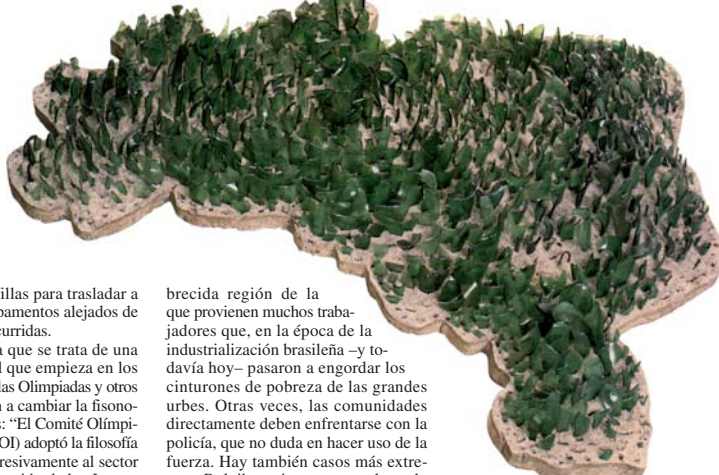 illas para trasladar a
pamentos alejados de
curridas.
a que se trata de una
l que empieza en los
las Olimpiadas y otros
n a cambiar la fisono-
s: “El Comité Olímpi-
OI) adoptó la filosofía
resivamente al sector
brecida región de la
que provienen muchos traba-
jadores que, en la época de la
industrialización brasileña –y to-
davía hoy– pasaron a engordar los
cinturones de pobreza de las grandes
urbes. Otras veces, las comunidades
directamente deben enfrentarse con la
policía, que no duda en hacer uso de la
fuerza. Hay también casos más extre-